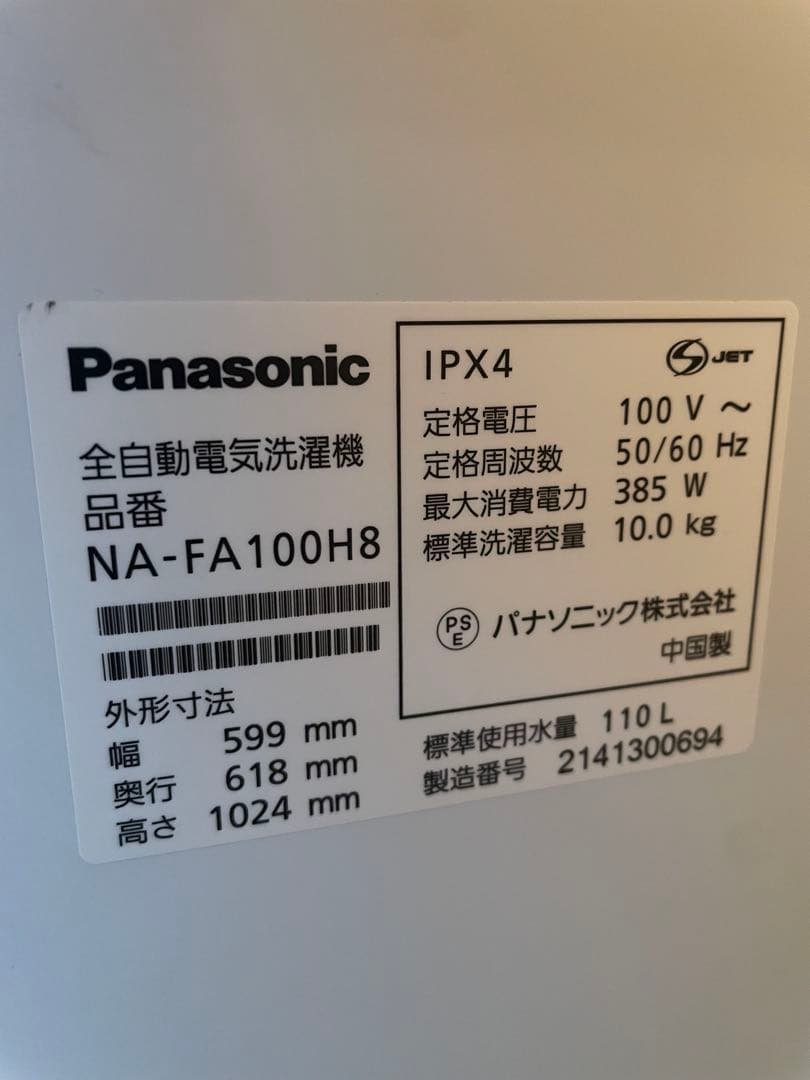 Panasonic
全自動電気洗濯機
品番
NA-FA100H8
外形寸法
幅 599 mm
奥行 618 mm
高さ 1024 mm
IPX4
JET
定格電圧 100 V ～
定格周波数 50/60 Hz
最大消費電力 385 W
標準洗濯容量 10.0 kg
PS
E
パナソニック株式会社
中国製
標準使用水量 110 L
製造番号 2141300694